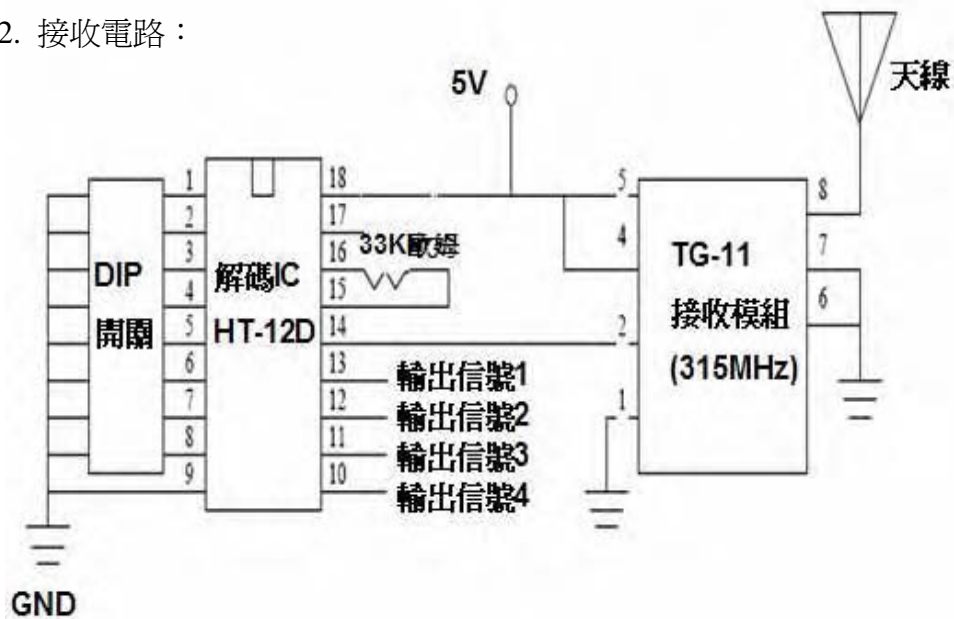 2. 接收電路：
天線
5V
1
2
3
4
5
6
7
8
9
18
17
16
15
14
13
12
11
10
33K歐姆
DIP
開關
解碼IC
HT-12D
輸出信號1
輸出信號2
輸出信號3
輸出信號4
5
4
2
1
TG-11
接收模組
(315MHz)
8
7
6
GND